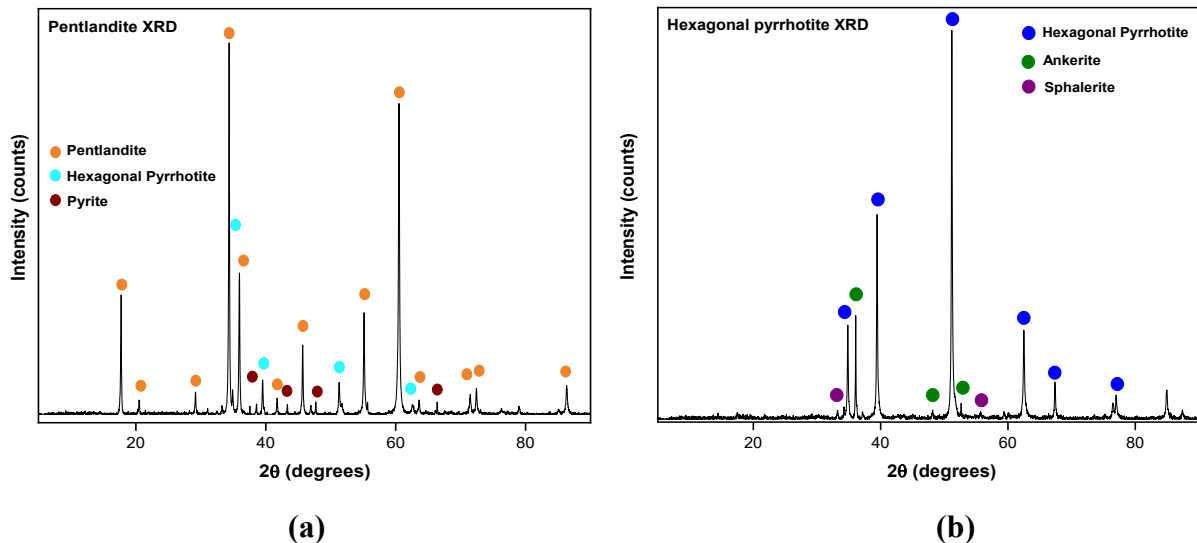 Pentlandite XRD
Pentlandite
Hexagonal Pyrrhotite
Pyrite
Intensity (counts)
20
40
60
80
2θ (degrees)
(a)
Hexagonal pyrrhotite XRD
Hexagonal Pyrrhotite
Ankerite
Sphalerite
Intensity (counts)
20
40
60
80
2θ (degrees)
(b)